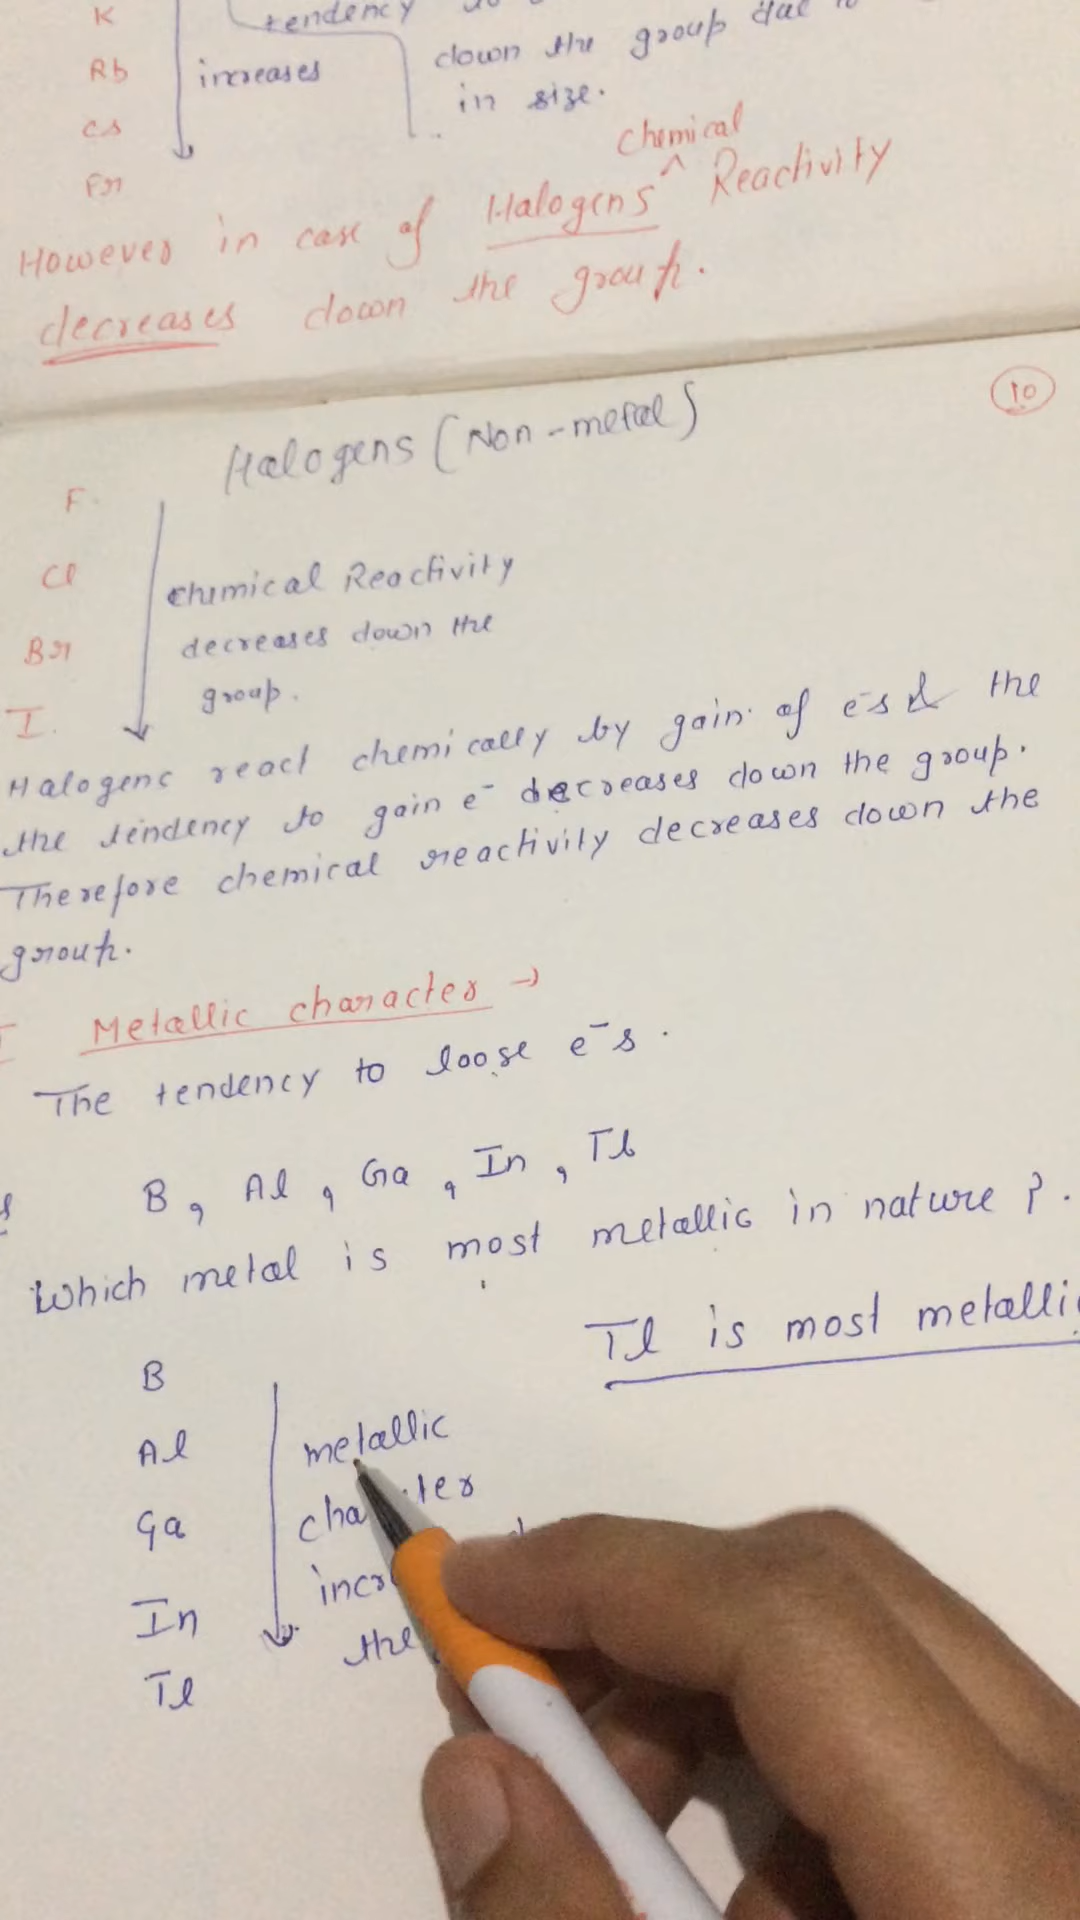 K
tendency
Rb
increases
down the group due
in size.
Cs
Fr
Chemical
However in case of Halogens ^ Reactivity
decreases down the group.
10
Halogens (Non-metal)
F
Cl
Br
I.
chemical Reactivity
decreases down the
group.
Halogens react chemically by gain of e⁻s & the
the tendency to gain e⁻ decreases down the group.
Therefore chemical reactivity decreases down the
group.
Metallic character →
The tendency to loose e⁻s.
B, Al, Ga, In, Tl
Which metal is most metallic in nature ?.
Tl is most metallic
B
Al
Ga
In
Tl
metallic
character
incr
the